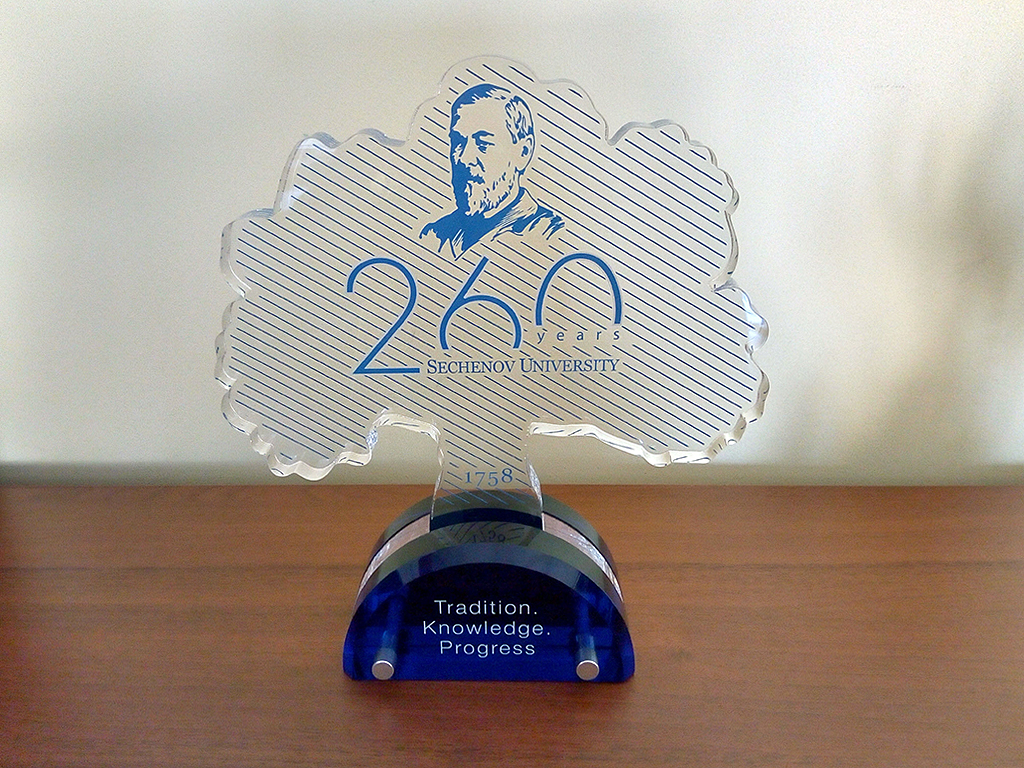 260
years
SECHENOV UNIVERSITY
1758
Tradition.
Knowledge.
Progress